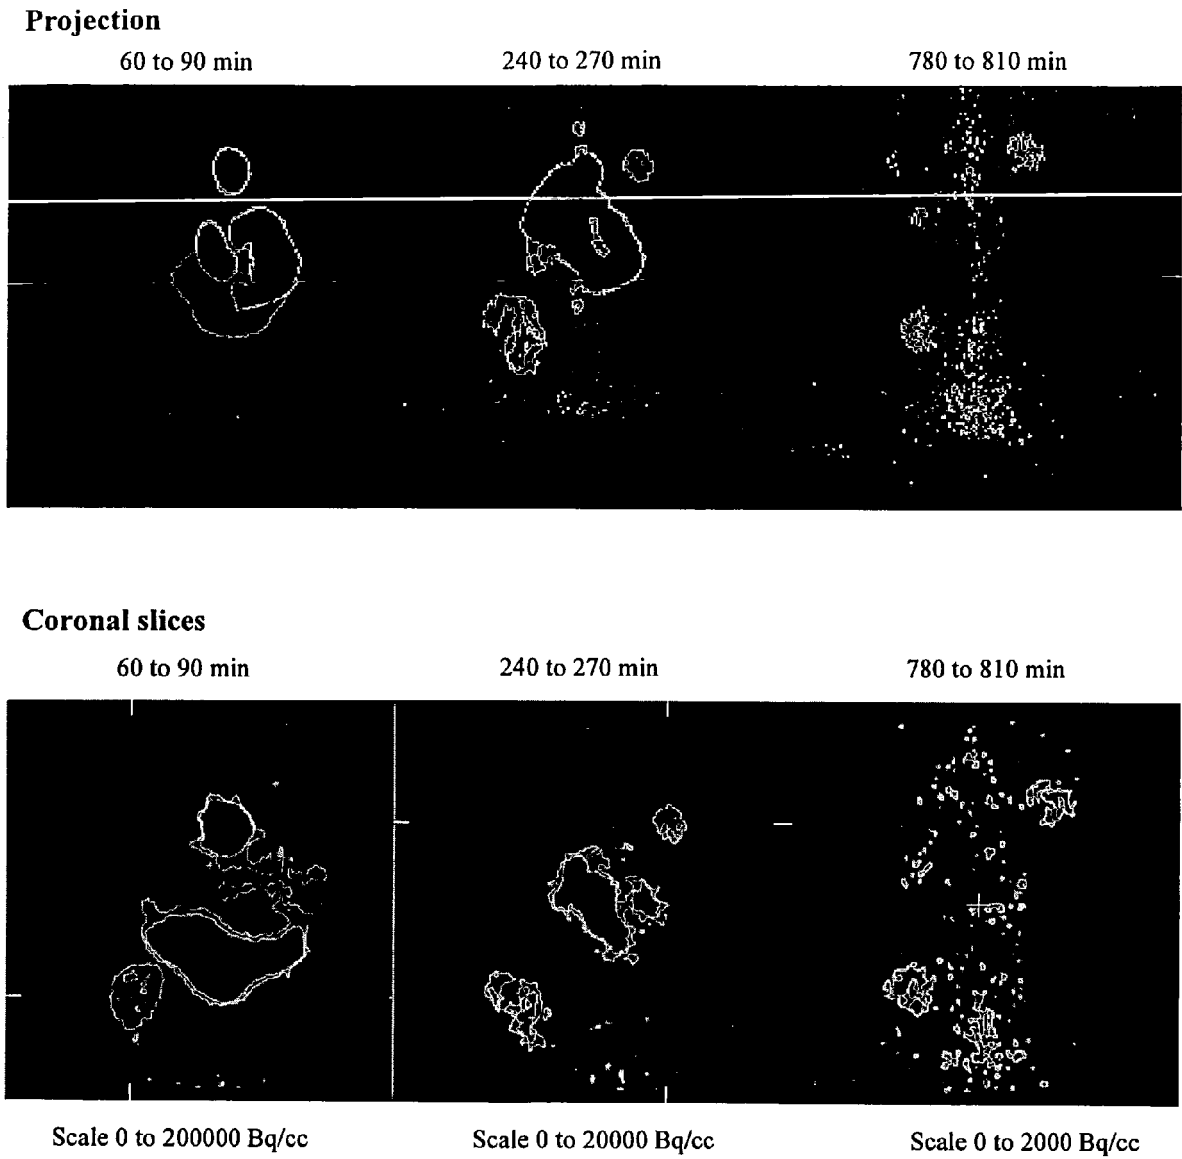 Projection
60 to 90 min
240 to 270 min
780 to 810 min
Coronal slices
60 to 90 min
240 to 270 min
780 to 810 min
Scale 0 to 200000 Bq/cc
Scale 0 to 20000 Bq/cc
Scale 0 to 2000 Bq/cc